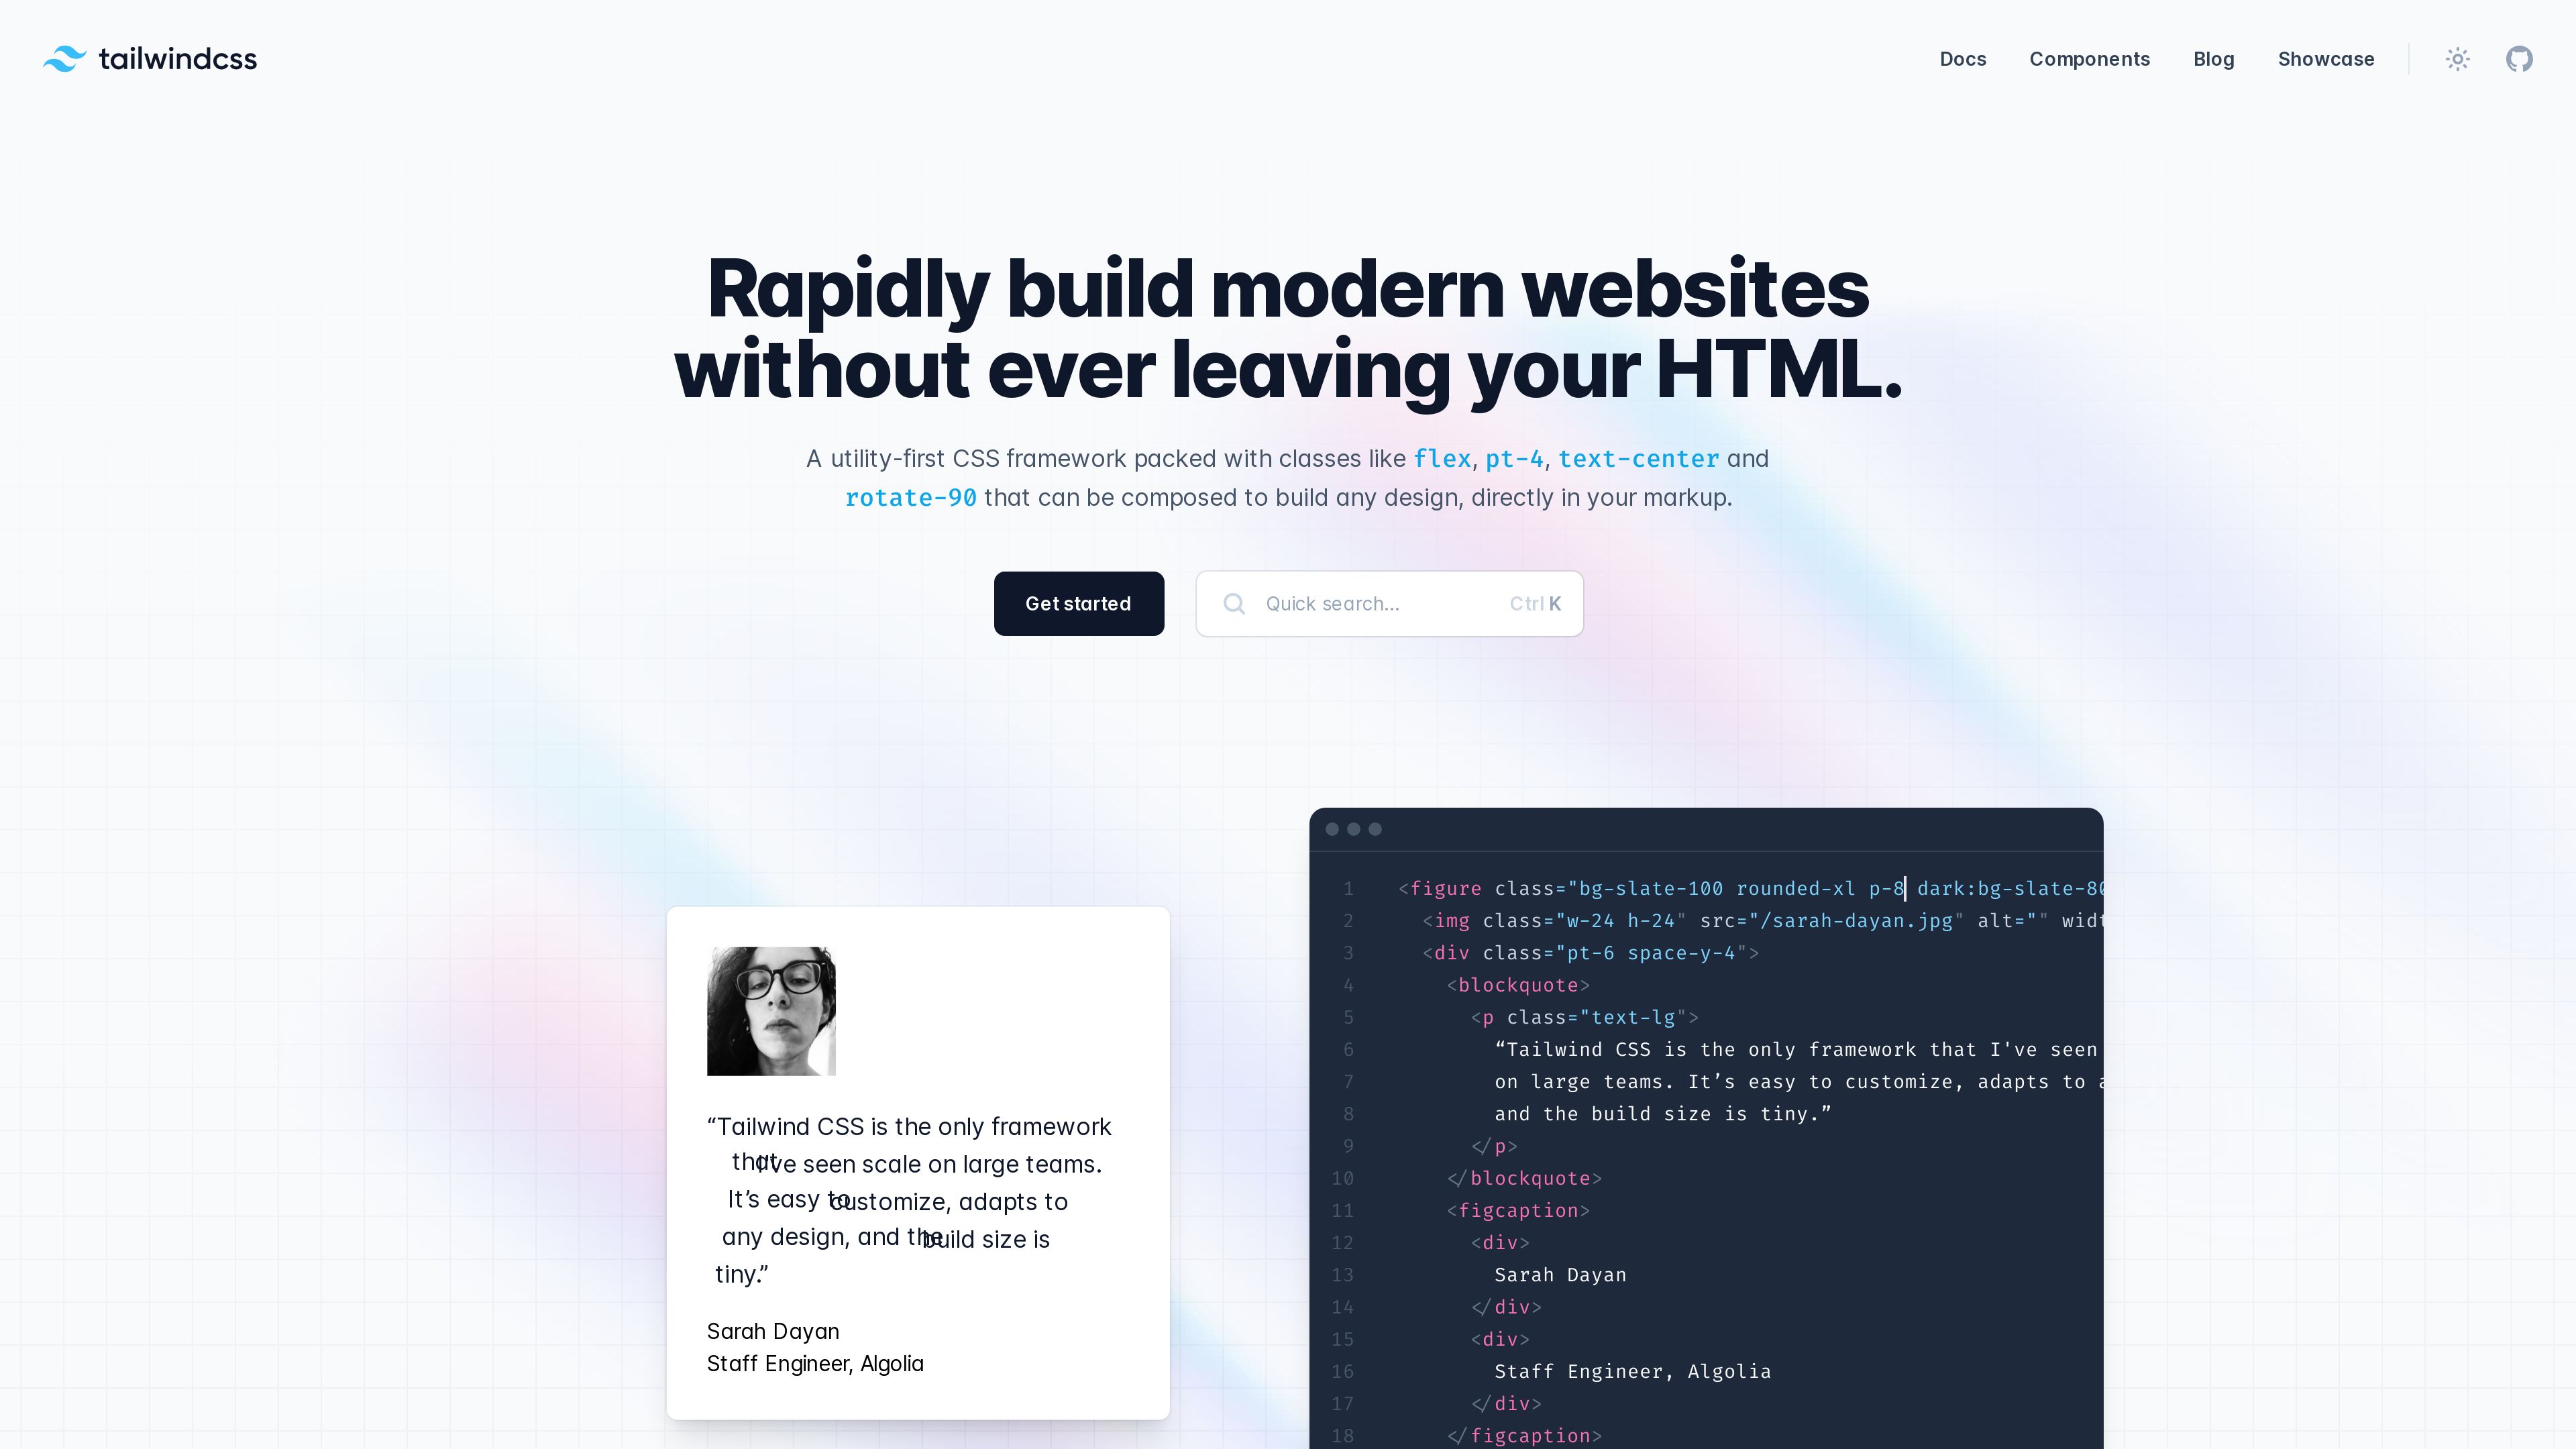 tailwindcss
Docs Components Blog Showcase
Rapidly build modern websites
without ever leaving your HTML.
A utility-first CSS framework packed with classes like flex, pt-4, text-center and
rotate-90 that can be composed to build any design, directly in your markup.
Get started
Quick search... Ctrl K
“Tailwind CSS is the only framework
that I’ve seen scale on large teams.
It’s easy to customize, adapts to
any design, and the build size is
tiny.”
Sarah Dayan
Staff Engineer, Algolia
1 <figure class="bg-slate-100 rounded-xl p-8 dark:bg-slate-80
2 <img class="w-24 h-24" src="/sarah-dayan.jpg" alt="" widt
3 <div class="pt-6 space-y-4">
4 <blockquote>
5 <p class="text-lg">
6 “Tailwind CSS is the only framework that I've seen
7 on large teams. It’s easy to customize, adapts to a
8 and the build size is tiny.”
9 </p>
10 </blockquote>
11 <figcaption>
12 <div>
13 Sarah Dayan
14 </div>
15 <div>
16 Staff Engineer, Algolia
17 </div>
18 </figcaption>